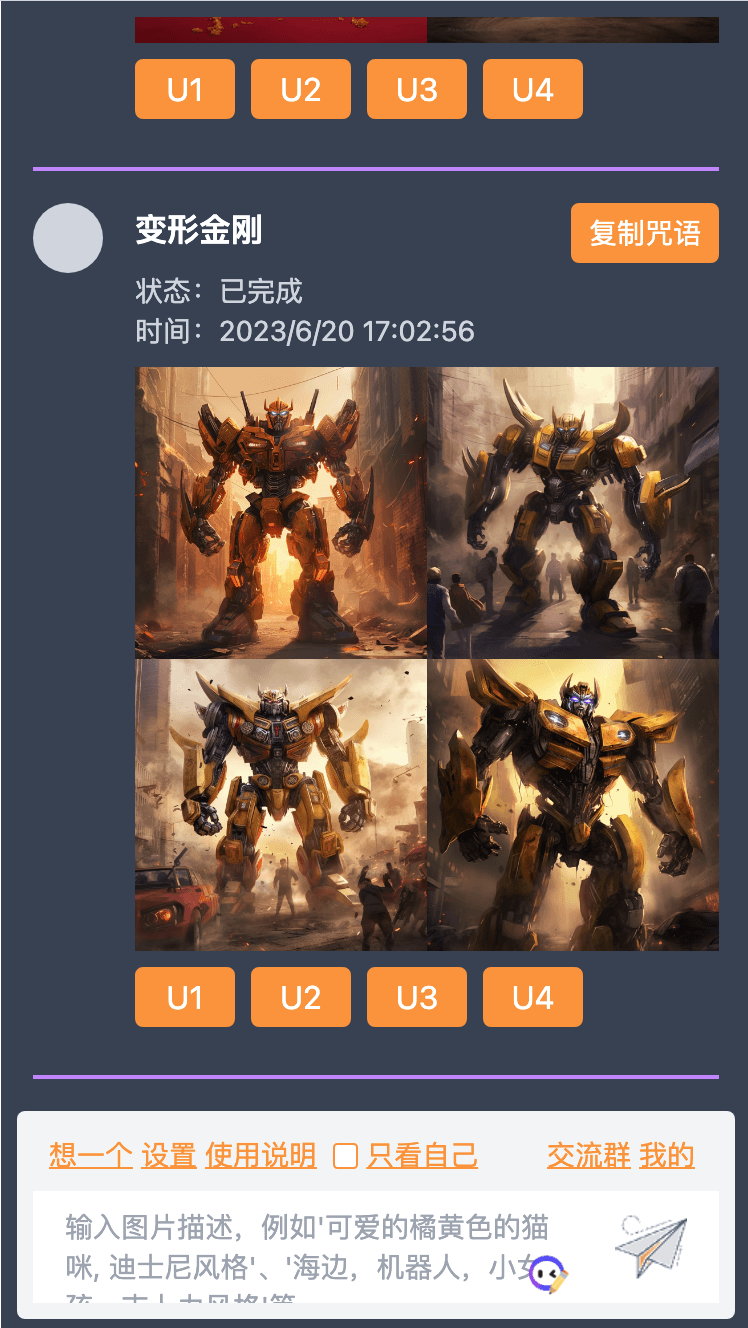 U1 U2 U3 U4
变形金刚
复制咒语
状态：已完成
时间：2023/6/20 17:02:56
U1 U2 U3 U4
想一个 设置 使用说明 只看自己 交流群 我的
输入图片描述，例如'可爱的橘黄色的猫
咪, 迪士尼风格'、'海边，机器人，小女